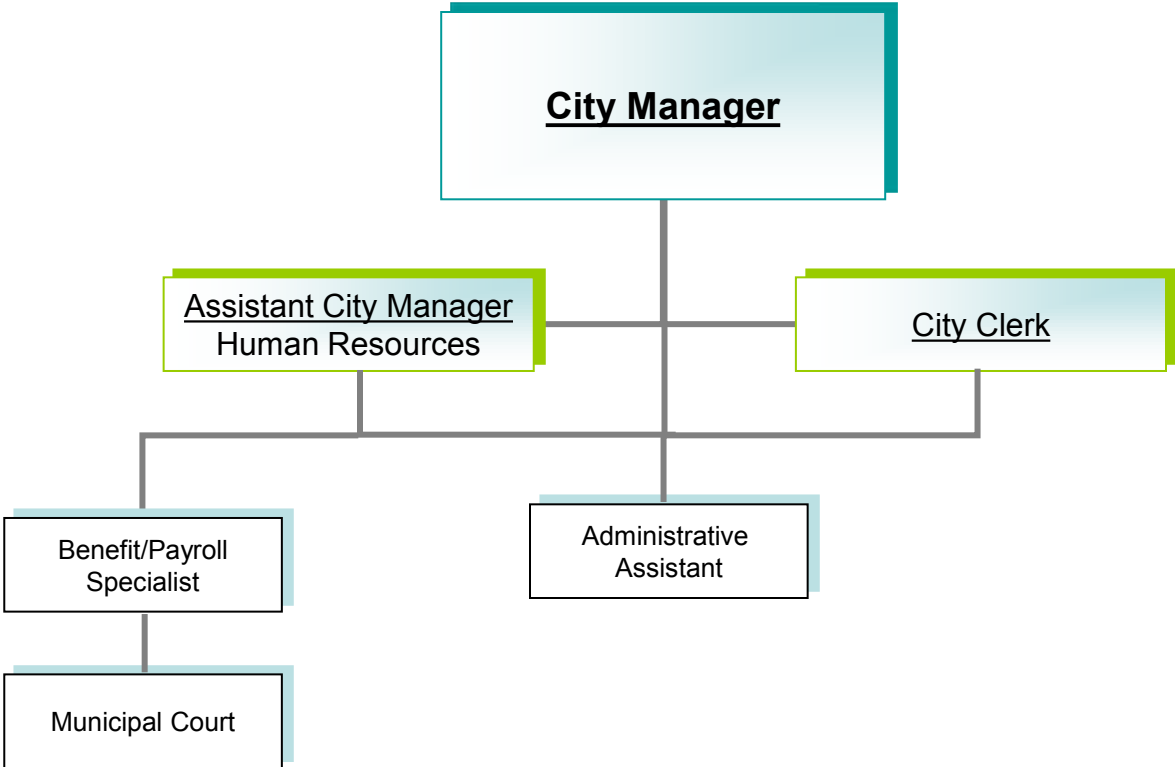 City Manager
Assistant City Manager
Human Resources
City Clerk
Benefit/Payroll
Specialist
Administrative
Assistant
Municipal Court